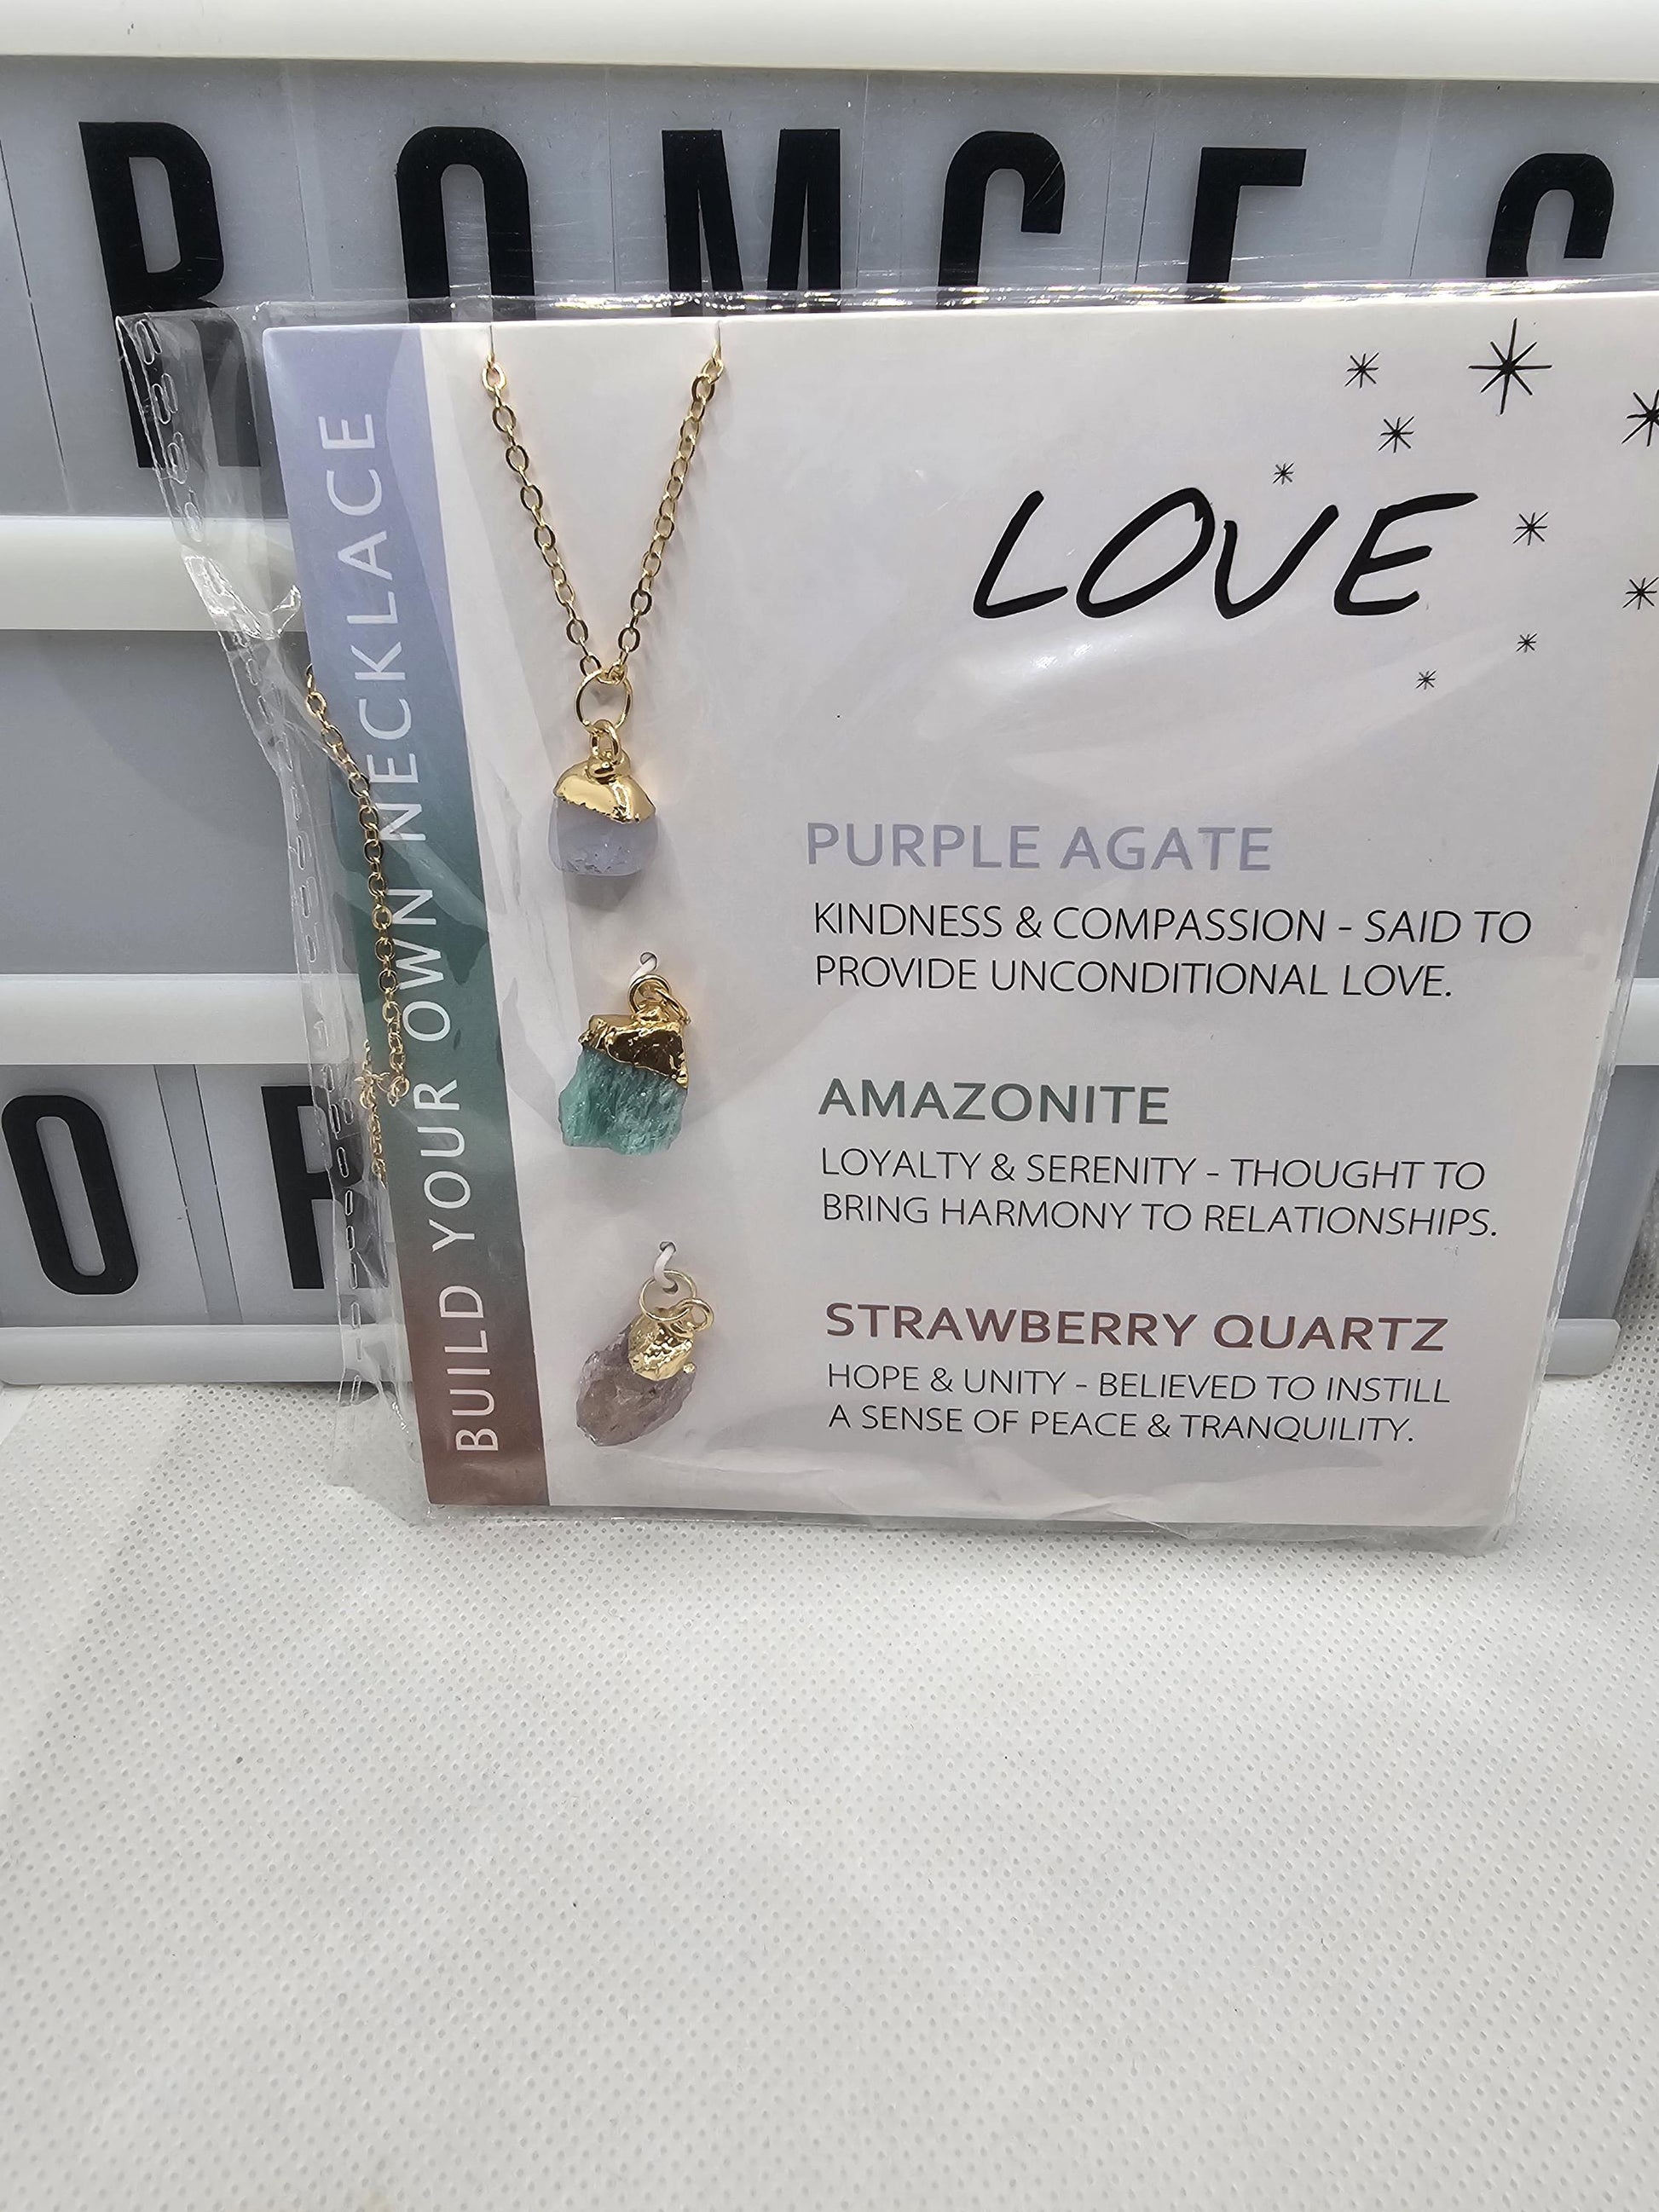 BUILD YOUR OWN NECKLACE
LOVE
PURPLE AGATE
KINDNESS & COMPASSION - SAID TO
PROVIDE UNCONDITIONAL LOVE.
AMAZONITE
LOYALTY & SERENITY - THOUGHT TO
BRING HARMONY TO RELATIONSHIPS.
STRAWBERRY QUARTZ
HOPE & UNITY - BELIEVED TO INSTILL
A SENSE OF PEACE & TRANQUILITY.